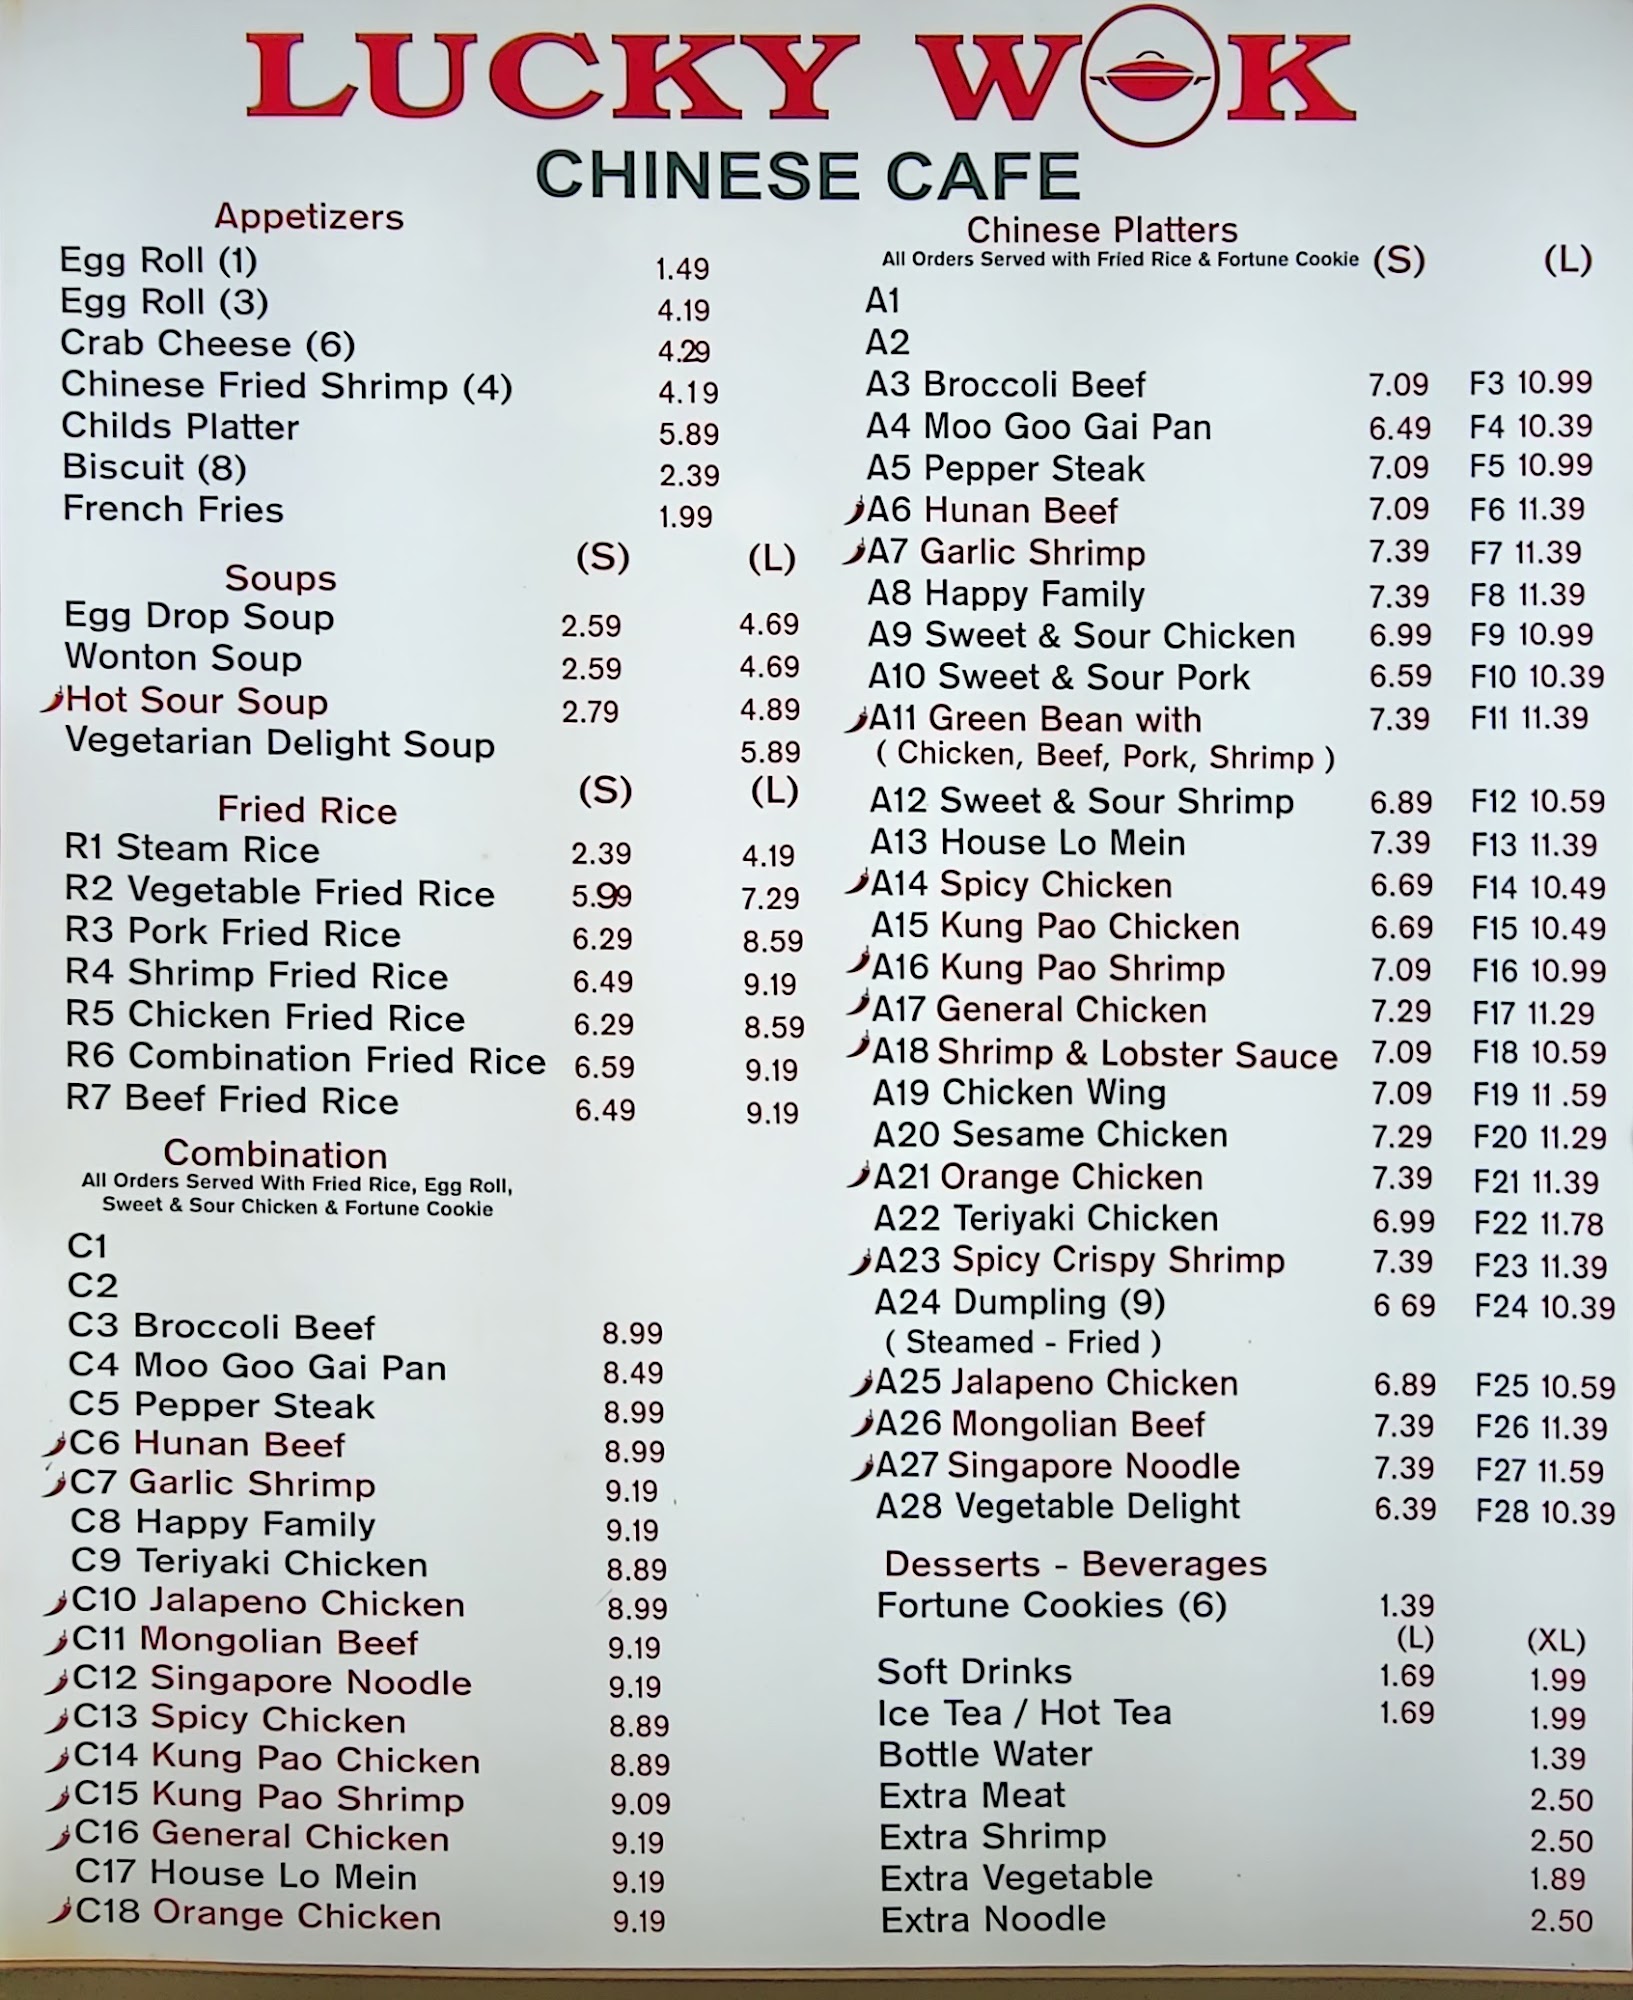 LUCKY WOK
CHINESE CAFE
Appetizers
Egg Roll (1) 1.49
Egg Roll (3) 4.19
Crab Cheese (6) 4.29
Chinese Fried Shrimp (4) 4.19
Childs Platter 5.89
Biscuit (8) 2.39
French Fries 1.99
Soups (S) (L)
Egg Drop Soup 2.59 4.69
Wonton Soup 2.59 4.69
Hot Sour Soup 2.79 4.89
Vegetarian Delight Soup 5.89
Fried Rice (S) (L)
R1 Steam Rice 2.39 4.19
R2 Vegetable Fried Rice 5.99 7.29
R3 Pork Fried Rice 6.29 8.59
R4 Shrimp Fried Rice 6.49 9.19
R5 Chicken Fried Rice 6.29 8.59
R6 Combination Fried Rice 6.59 9.19
R7 Beef Fried Rice 6.49 9.19
Combination
All Orders Served With Fried Rice, Egg Roll,
Sweet & Sour Chicken & Fortune Cookie
C1
C2
C3 Broccoli Beef 8.99
C4 Moo Goo Gai Pan 8.49
C5 Pepper Steak 8.99
C6 Hunan Beef 8.99
C7 Garlic Shrimp 9.19
C8 Happy Family 9.19
C9 Teriyaki Chicken 8.89
C10 Jalapeno Chicken 8.99
C11 Mongolian Beef 9.19
C12 Singapore Noodle 9.19
C13 Spicy Chicken 8.89
C14 Kung Pao Chicken 8.89
C15 Kung Pao Shrimp 9.09
C16 General Chicken 9.19
C17 House Lo Mein 9.19
C18 Orange Chicken 9.19
Chinese Platters
All Orders Served with Fried Rice & Fortune Cookie (S) (L)
A1
A2
A3 Broccoli Beef 7.09 F3 10.99
A4 Moo Goo Gai Pan 6.49 F4 10.39
A5 Pepper Steak 7.09 F5 10.99
A6 Hunan Beef 7.09 F6 11.39
A7 Garlic Shrimp 7.39 F7 11.39
A8 Happy Family 7.39 F8 11.39
A9 Sweet & Sour Chicken 6.99 F9 10.99
A10 Sweet & Sour Pork 6.59 F10 10.39
A11 Green Bean with 7.39 F11 11.39
( Chicken, Beef, Pork, Shrimp )
A12 Sweet & Sour Shrimp 6.89 F12 10.59
A13 House Lo Mein 7.39 F13 11.39
A14 Spicy Chicken 6.69 F14 10.49
A15 Kung Pao Chicken 6.69 F15 10.49
A16 Kung Pao Shrimp 7.09 F16 10.99
A17 General Chicken 7.29 F17 11.29
A18 Shrimp & Lobster Sauce 7.09 F18 10.59
A19 Chicken Wing 7.09 F19 11 .59
A20 Sesame Chicken 7.29 F20 11.29
A21 Orange Chicken 7.39 F21 11.39
A22 Teriyaki Chicken 6.99 F22 11.78
A23 Spicy Crispy Shrimp 7.39 F23 11.39
A24 Dumpling (9) 6 69 F24 10.39
( Steamed - Fried )
A25 Jalapeno Chicken 6.89 F25 10.59
A26 Mongolian Beef 7.39 F26 11.39
A27 Singapore Noodle 7.39 F27 11.59
A28 Vegetable Delight 6.39 F28 10.39
Desserts - Beverages
Fortune Cookies (6) 1.39
(L) (XL)
Soft Drinks 1.69 1.99
Ice Tea / Hot Tea 1.69 1.99
Bottle Water 1.39
Extra Meat 2.50
Extra Shrimp 2.50
Extra Vegetable 1.89
Extra Noodle 2.50